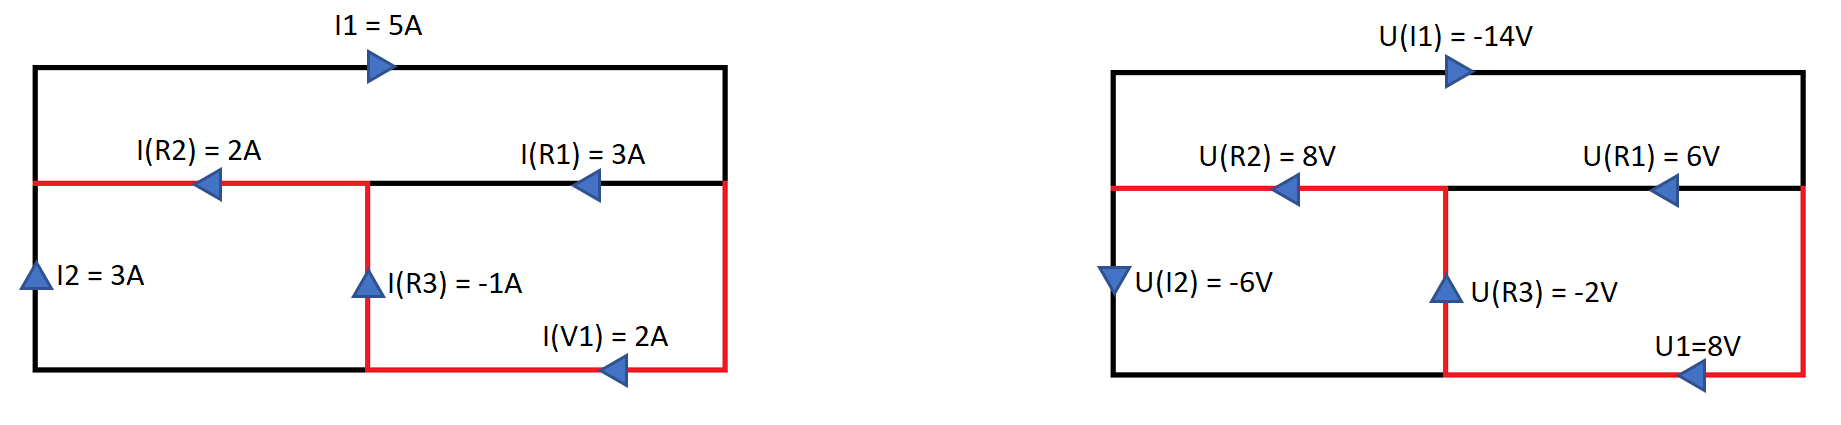 I1 = 5A
I(R2) = 2A
I(R1) = 3A
I2 = 3A
I(R3) = -1A
I(V1) = 2A
U(I1) = -14V
U(R2) = 8V
U(R1) = 6V
U(I2) = -6V
U(R3) = -2V
U1=8V